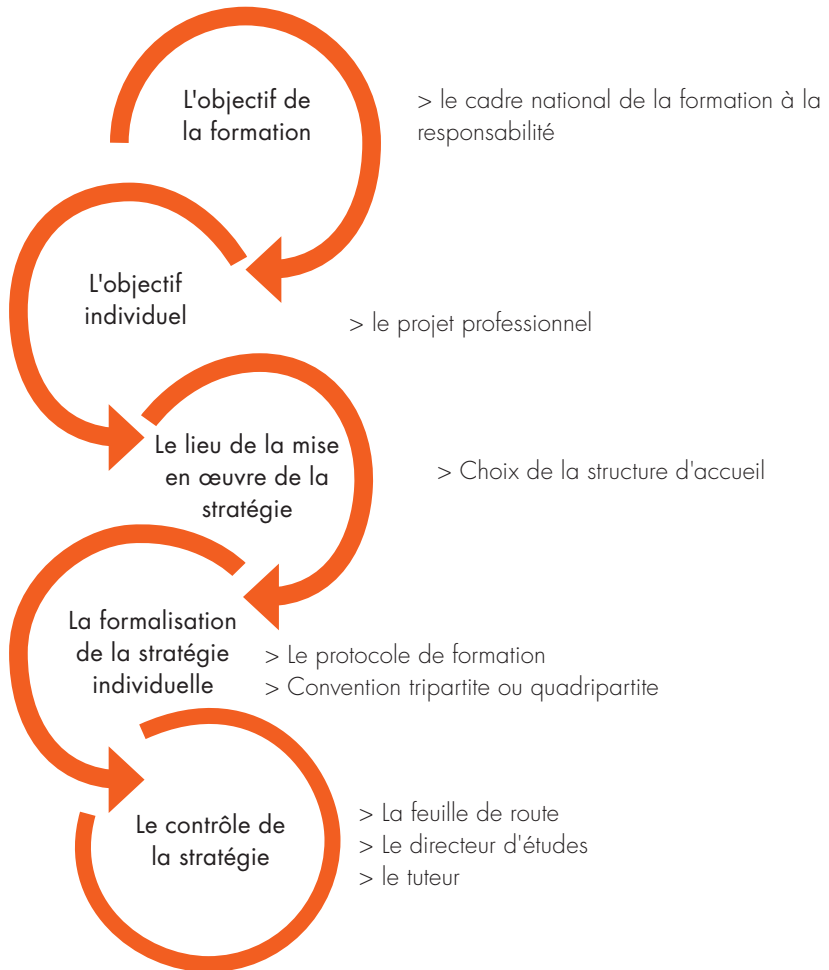 L'objectif de
la formation
> le cadre national de la formation à la
responsabilité
L'objectif
individuel
> le projet professionnel
Le lieu de la mise
en œuvre de la
stratégie
> Choix de la structure d'accueil
La formalisation
de la stratégie
individuelle
> Le protocole de formation
> Convention tripartite ou quadripartite
Le contrôle de
la stratégie
> La feuille de route
> Le directeur d'études
> le tuteur